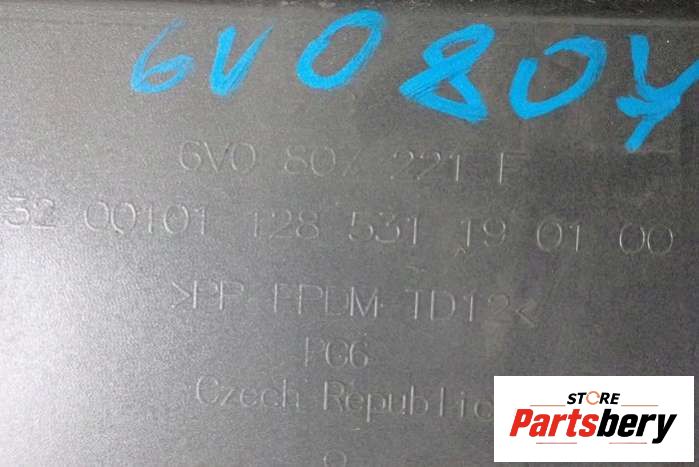 6V0 807
6V0 807 221 F
32 00101 128 531 19 01 00
>PP-EPDM-TD12<
PG6
Czech Republic
STORE
Partsbery